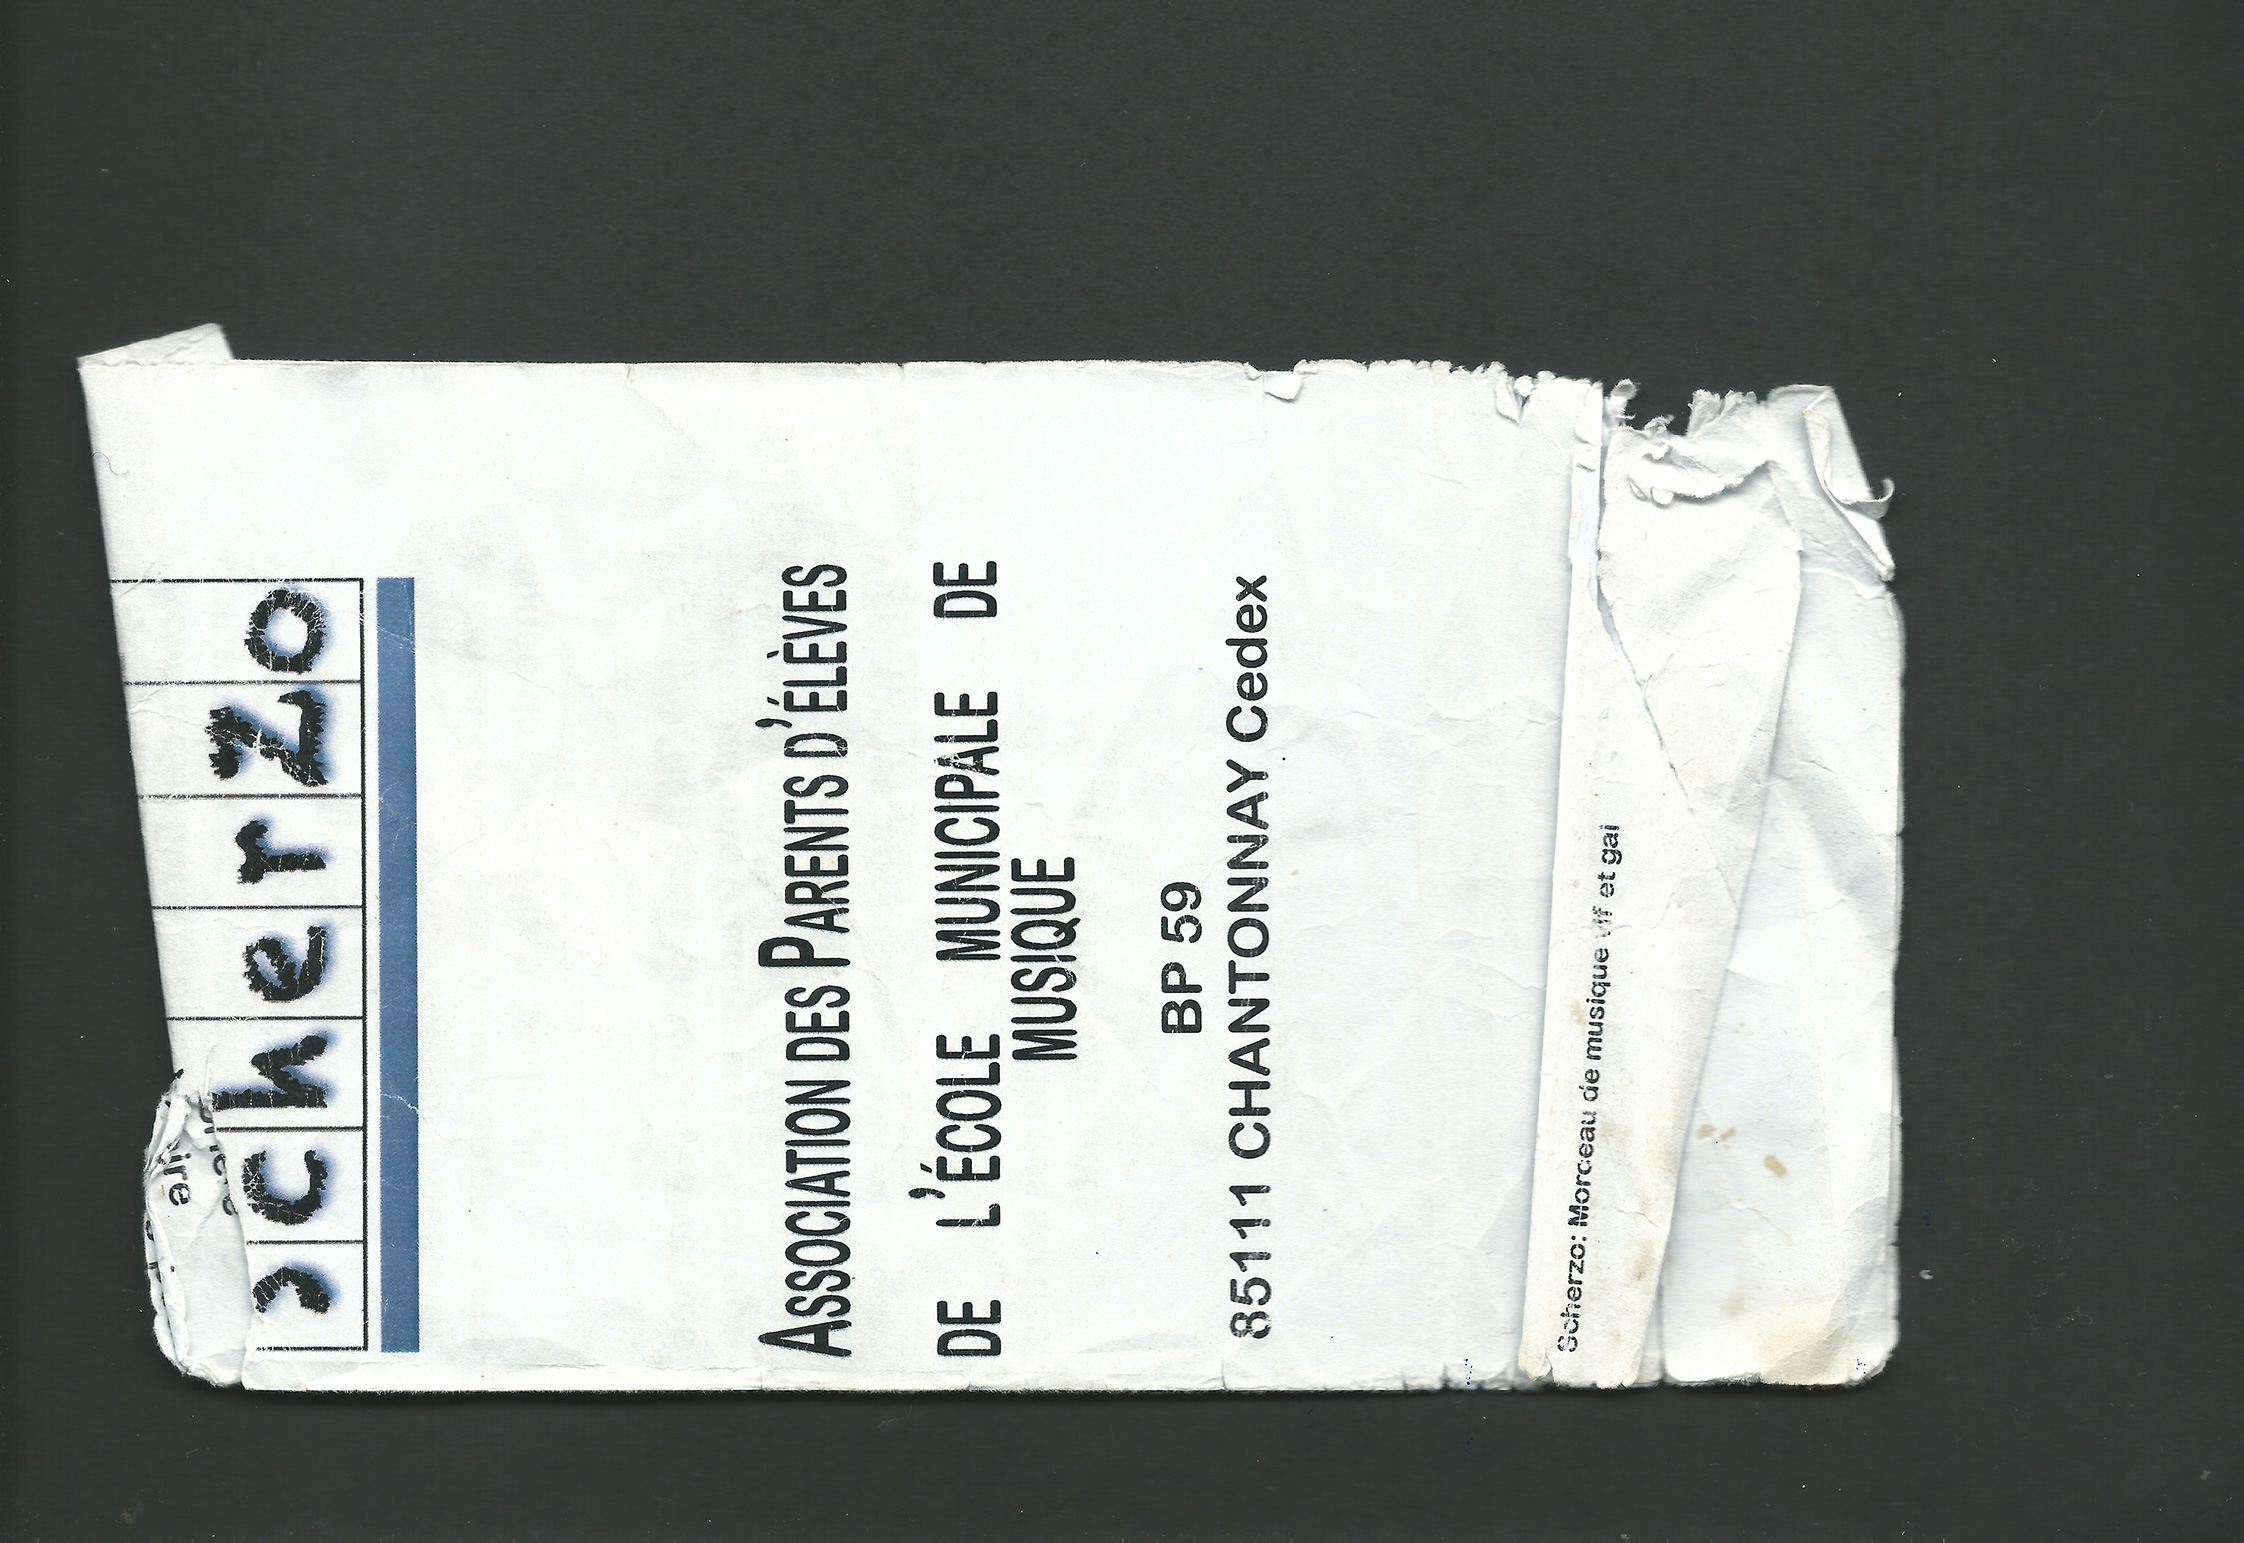 Scherzo
ASSOCIATION DES PARENTS D'ÉLÈVES
DE L'ÉCOLE MUNICIPALE DE
MUSIQUE
BP 59
85111 CHANTONNAY Cedex
Scherzo: Morceau de musique vif et gai